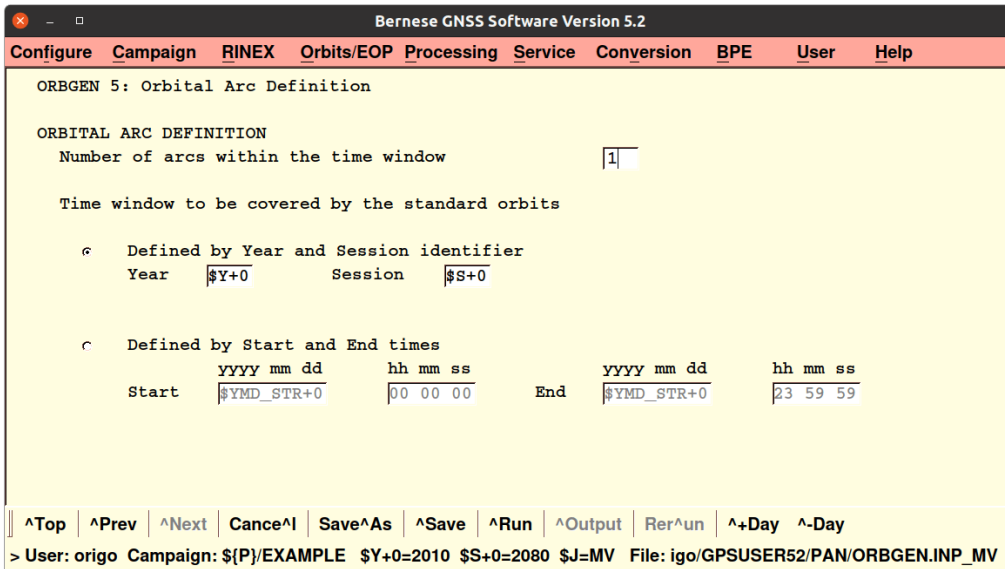 Bernese GNSS Software Version 5.2
Configure Campaign RINEX Orbits/EOP Processing Service Conversion BPE User Help
ORBGEN 5: Orbital Arc Definition
ORBITAL ARC DEFINITION
Number of arcs within the time window 1
Time window to be covered by the standard orbits
Defined by Year and Session identifier
Year $Y+0 Session $S+0
Defined by Start and End times
yyyy mm dd hh mm ss yyyy mm dd hh mm ss
Start $YMD_STR+0 00 00 00 End $YMD_STR+0 23 59 59
^Top ^Prev ^Next Cance^l Save^As ^Save ^Run ^Output Rer^un ^+Day ^-Day
> User: origo Campaign: ${P}/EXAMPLE $Y+0=2010 $S+0=2080 $J=MV File: igo/GPSUSER52/PAN/ORBGEN.INP_MV